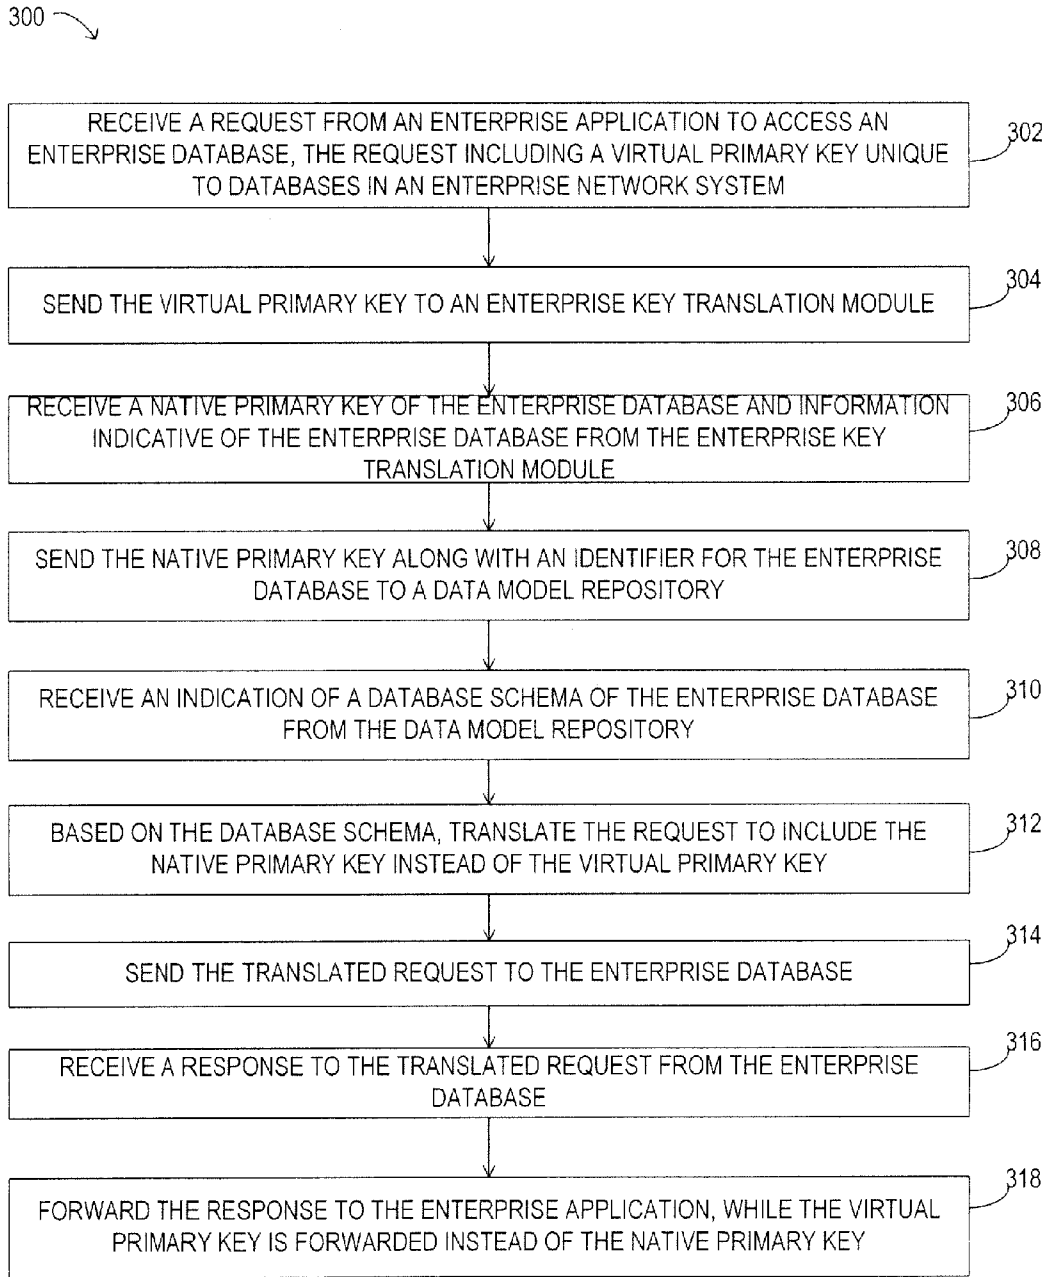 300
RECEIVE A REQUEST FROM AN ENTERPRISE APPLICATION TO ACCESS AN
ENTERPRISE DATABASE, THE REQUEST INCLUDING A VIRTUAL PRIMARY KEY UNIQUE
TO DATABASES IN AN ENTERPRISE NETWORK SYSTEM
302
SEND THE VIRTUAL PRIMARY KEY TO AN ENTERPRISE KEY TRANSLATION MODULE
304
RECEIVE A NATIVE PRIMARY KEY OF THE ENTERPRISE DATABASE AND INFORMATION
INDICATIVE OF THE ENTERPRISE DATABASE FROM THE ENTERPRISE KEY
TRANSLATION MODULE
306
SEND THE NATIVE PRIMARY KEY ALONG WITH AN IDENTIFIER FOR THE ENTERPRISE
DATABASE TO A DATA MODEL REPOSITORY
308
RECEIVE AN INDICATION OF A DATABASE SCHEMA OF THE ENTERPRISE DATABASE
FROM THE DATA MODEL REPOSITORY
310
BASED ON THE DATABASE SCHEMA, TRANSLATE THE REQUEST TO INCLUDE THE
NATIVE PRIMARY KEY INSTEAD OF THE VIRTUAL PRIMARY KEY
312
SEND THE TRANSLATED REQUEST TO THE ENTERPRISE DATABASE
314
RECEIVE A RESPONSE TO THE TRANSLATED REQUEST FROM THE ENTERPRISE
DATABASE
316
FORWARD THE RESPONSE TO THE ENTERPRISE APPLICATION, WHILE THE VIRTUAL
PRIMARY KEY IS FORWARDED INSTEAD OF THE NATIVE PRIMARY KEY
318